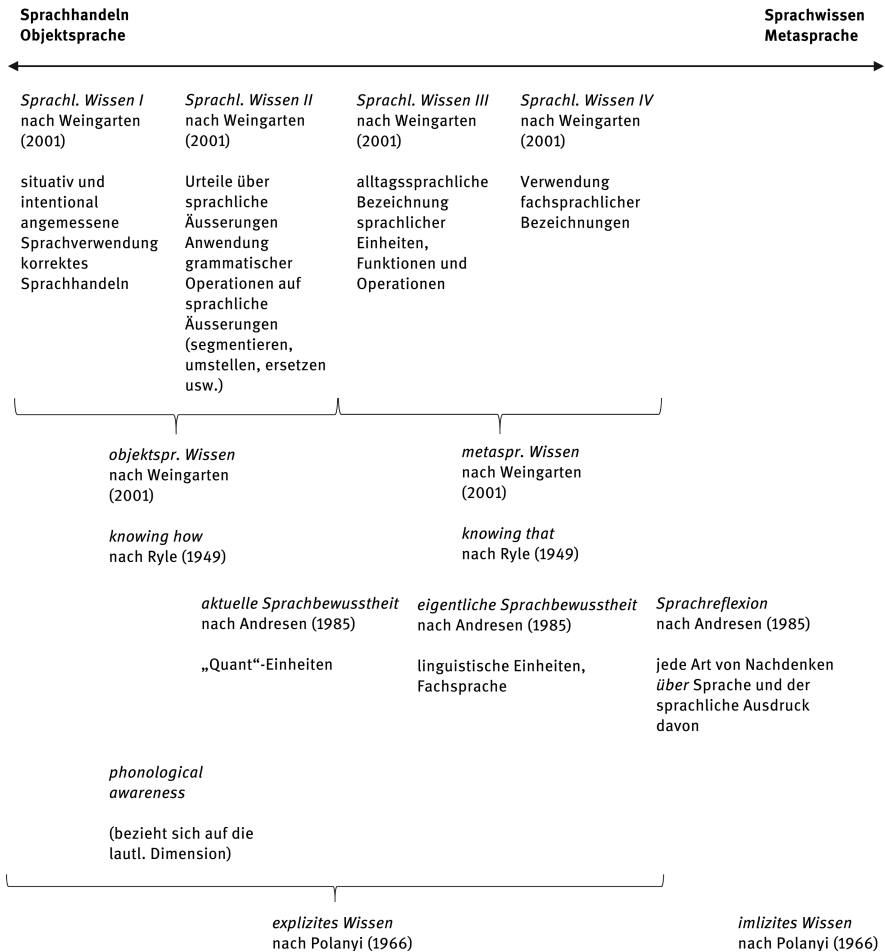 Sprachhandeln
Objektsprache
Sprachwissen
Metasprache
Sprachl. Wissen I
nach Weingarten
(2001)
situativ und
intentional
angemessene
Sprachverwendung
korrektes
Sprachhandeln
Sprachl. Wissen II
nach Weingarten
(2001)
Urteile über
sprachliche
Äusserungen
Anwendung
grammatischer
Operationen auf
sprachliche
Äusserungen
(segmentieren,
umstellen, ersetzen
usw.)
Sprachl. Wissen III
nach Weingarten
(2001)
alltagssprachliche
Bezeichnung
sprachlicher
Einheiten,
Funktionen und
Operationen
Sprachl. Wissen IV
nach Weingarten
(2001)
Verwendung
fachsprachlicher
Bezeichnungen
objektspr. Wissen
nach Weingarten
(2001)
knowing how
nach Ryle (1949)
metaspr. Wissen
nach Weingarten
(2001)
knowing that
nach Ryle (1949)
aktuelle Sprachbewusstheit
nach Andresen (1985)
„Quant“-Einheiten
eigentliche Sprachbewusstheit
nach Andresen (1985)
linguistische Einheiten,
Fachsprache
Sprachreflexion
nach Andresen (1985)
jede Art von Nachdenken
über Sprache und der
sprachliche Ausdruck
davon
phonological
awareness
(bezieht sich auf die
lautl. Dimension)
explizites Wissen
nach Polanyi (1966)
imlizites Wissen
nach Polanyi (1966)